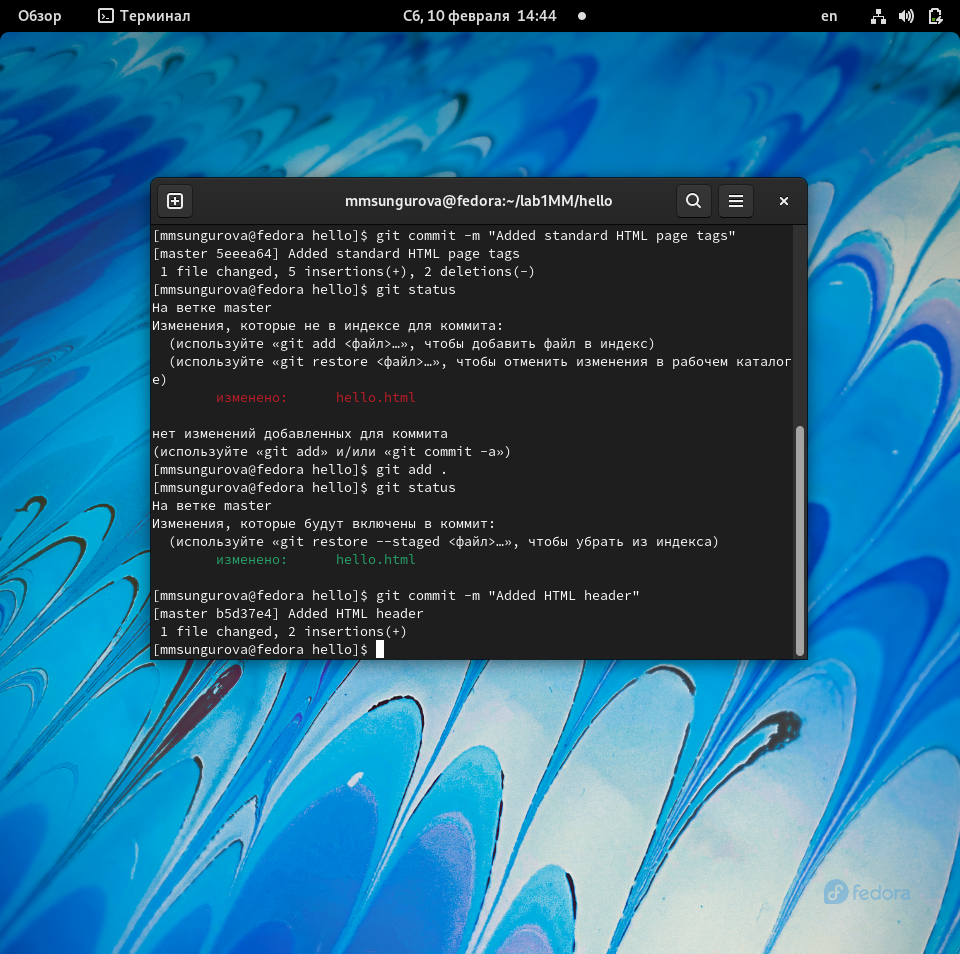 Обзор Терминал Сб, 10 февраля 14:44 en
mmsungurova@fedora:~/lab1MM/hello
[mmsungurova@fedora hello]$ git commit -m "Added standard HTML page tags"
[master 5eeea64] Added standard HTML page tags
 1 file changed, 5 insertions(+), 2 deletions(-)
[mmsungurova@fedora hello]$ git status
На ветке master
Изменения, которые не в индексе для коммита:
  (используйте «git add <файл>…», чтобы добавить файл в индекс)
  (используйте «git restore <файл>…», чтобы отменить изменения в рабочем каталог
е)
        изменено:      hello.html

нет изменений добавленных для коммита
(используйте «git add» и/или «git commit -a»)
[mmsungurova@fedora hello]$ git add .
[mmsungurova@fedora hello]$ git status
На ветке master
Изменения, которые будут включены в коммит:
  (используйте «git restore --staged <файл>…», чтобы убрать из индекса)
        изменено:      hello.html

[mmsungurova@fedora hello]$ git commit -m "Added HTML header"
[master b5d37e4] Added HTML header
 1 file changed, 2 insertions(+)
[mmsungurova@fedora hello]$
fedora